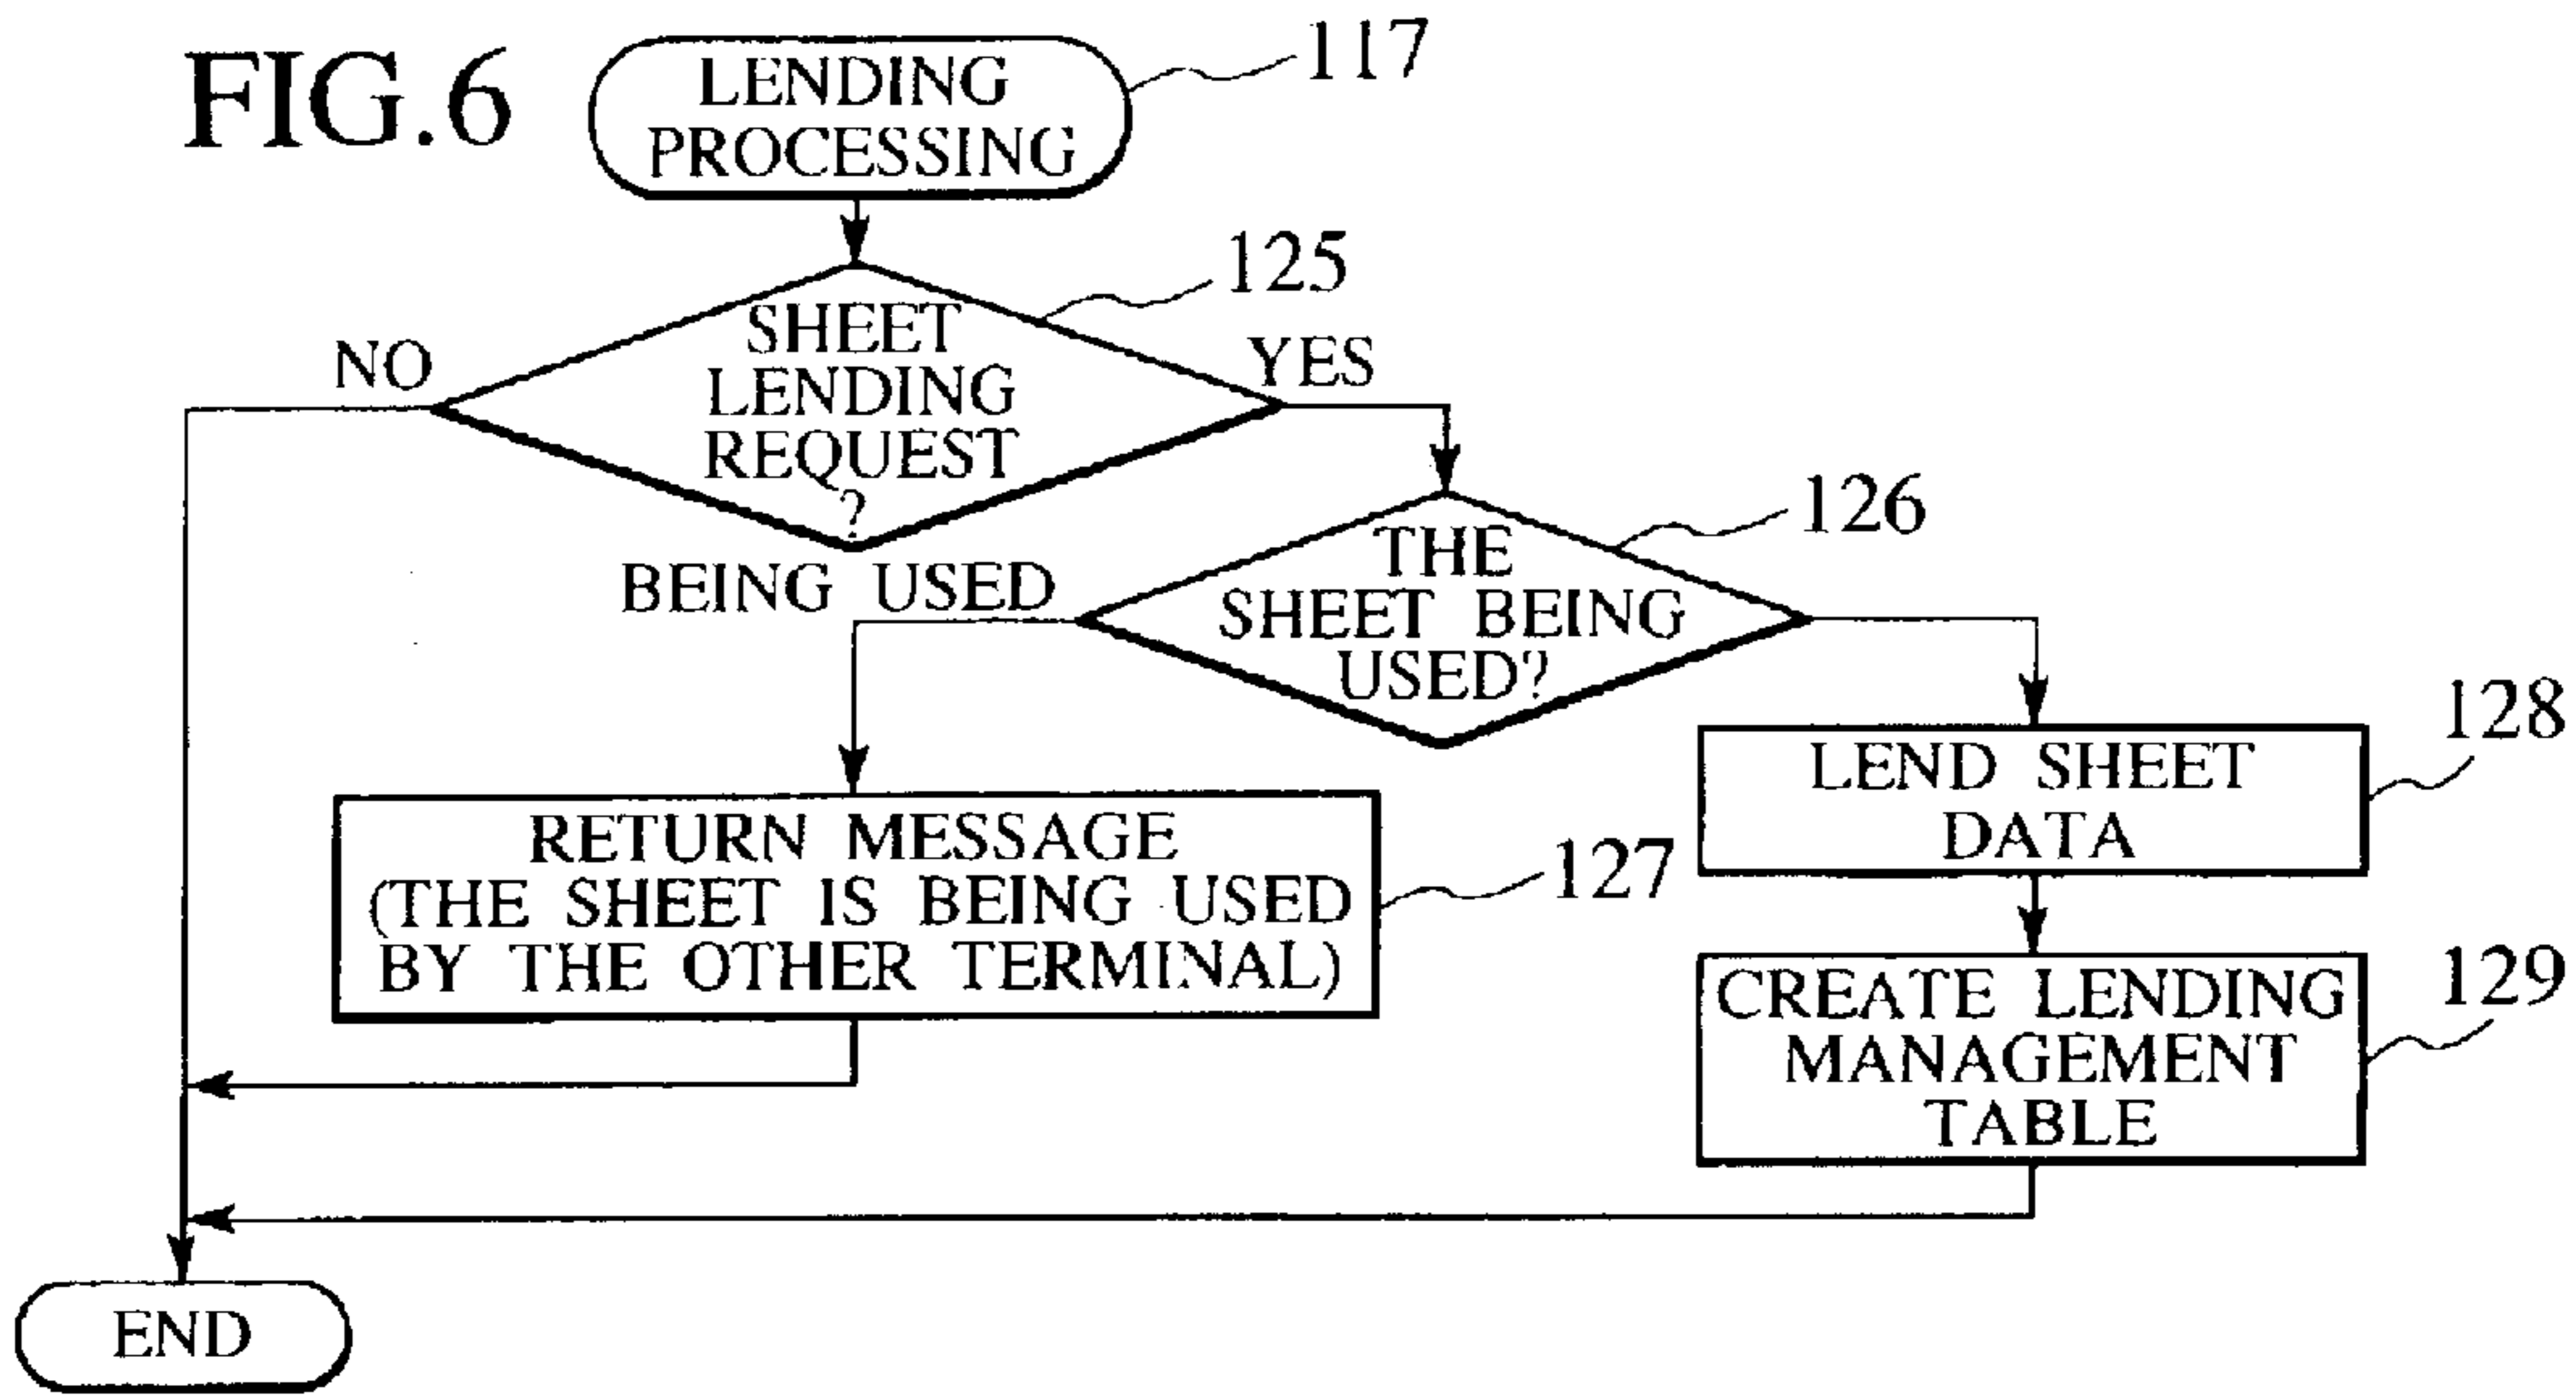 FIG.6
LENDING
PROCESSING
117
125
SHEET
LENDING
REQUEST
?
NO
YES
126
THE
SHEET BEING
USED?
BEING USED
128
LEND SHEET
DATA
RETURN MESSAGE
(THE SHEET IS BEING USED
BY THE OTHER TERMINAL)
127
129
CREATE LENDING
MANAGEMENT
TABLE
END